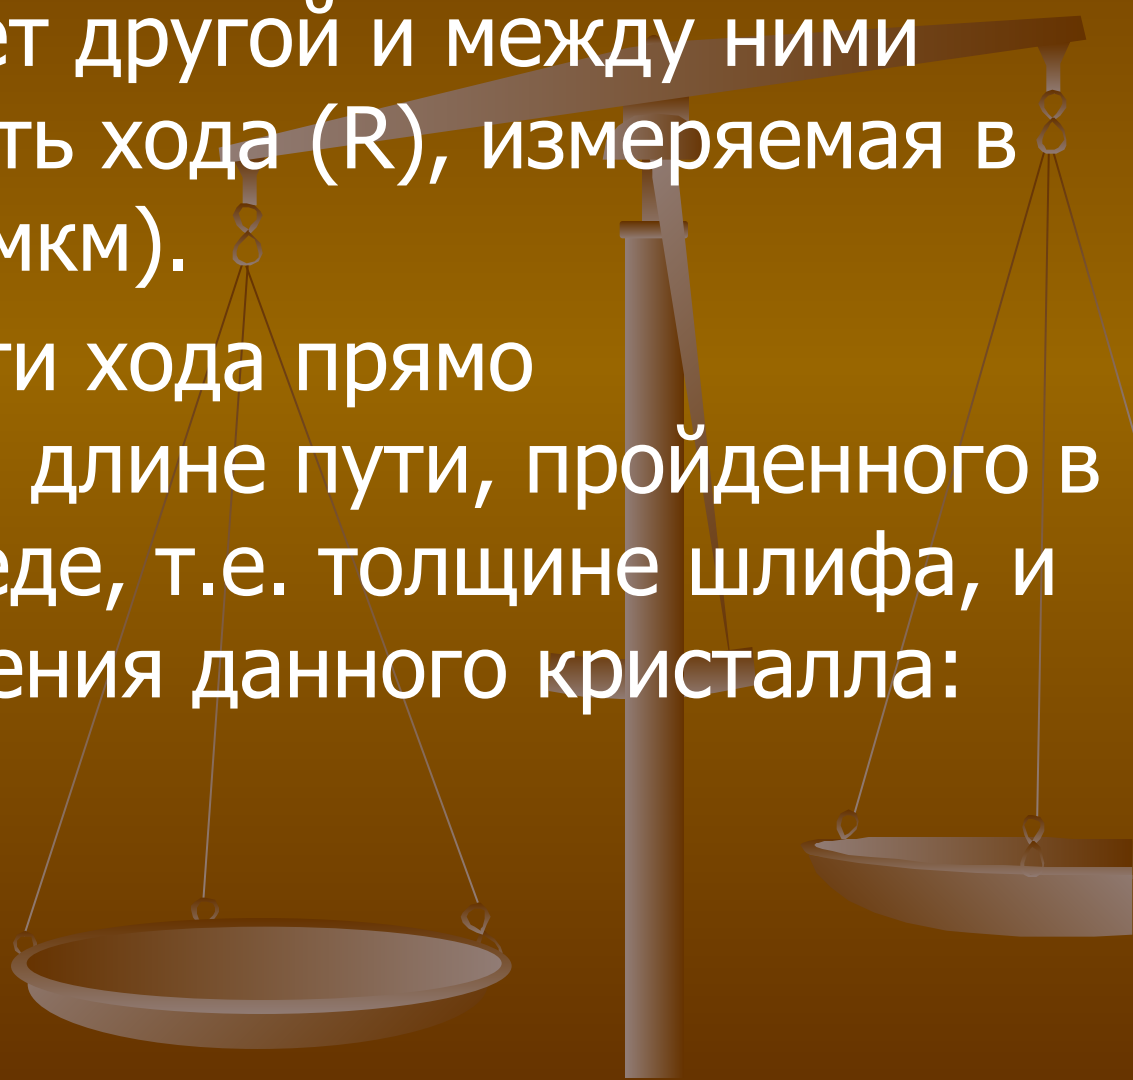 ет другой и между ними
ть хода (R), измеряемая в
мкм).
ти хода прямо
длине пути, пройденного в
еде, т.е. толщине шлифа, и
ения данного кристалла: